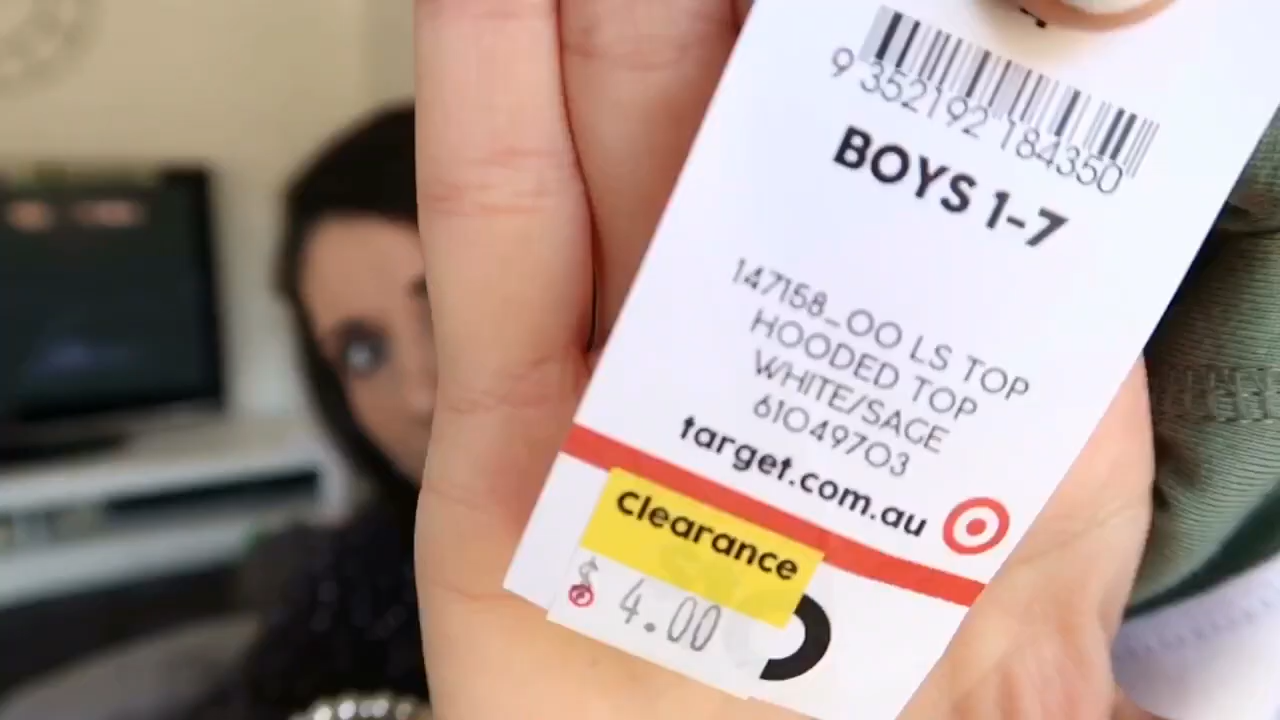 9 352192 184350
BOYS 1-7
147158_OO LS TOP
HOODED TOP
WHITE/SAGE
61049703
target.com.au
clearance
$ 4.00